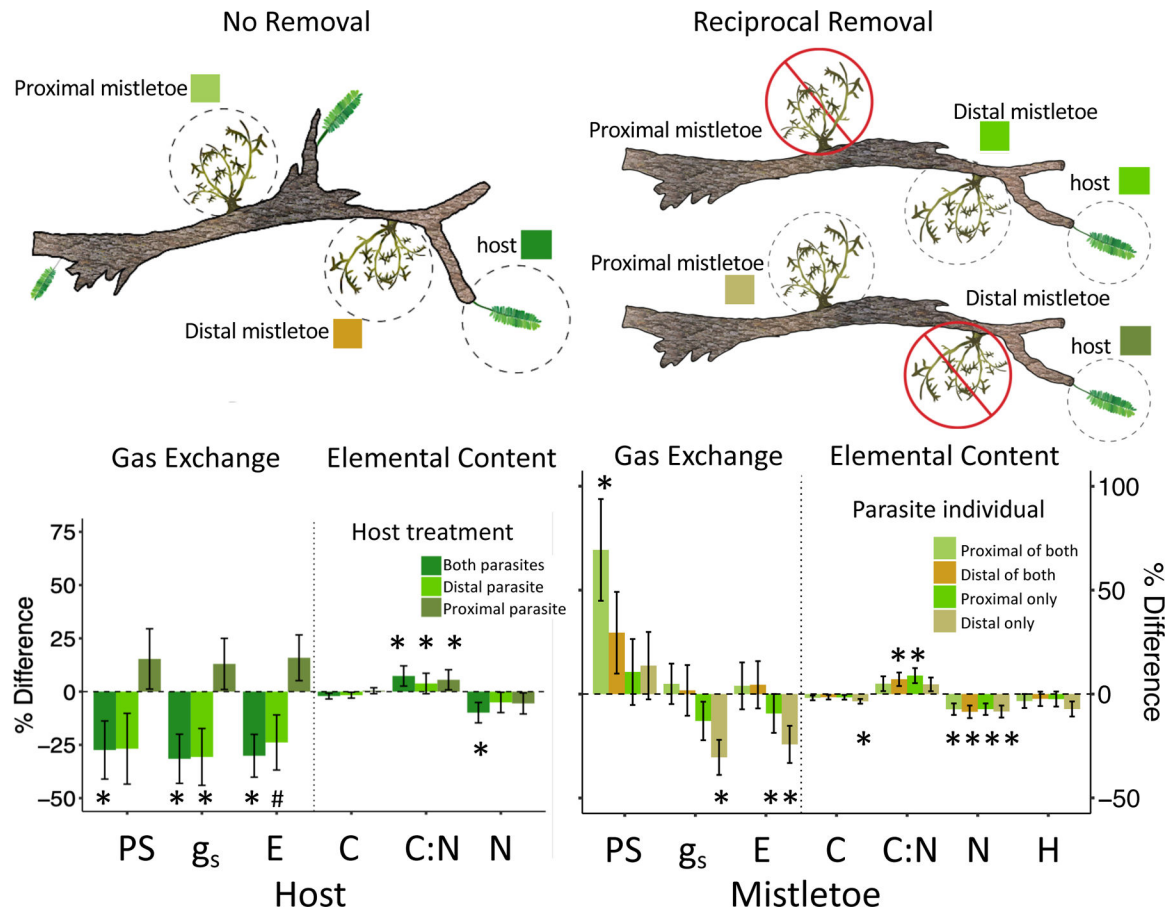 No Removal
Reciprocal Removal
Proximal mistletoe
Distal mistletoe
host
Proximal mistletoe
Distal mistletoe
host
Proximal mistletoe
Distal mistletoe
host
Gas Exchange
Elemental Content
Host treatment
Both parasites
Distal parasite
Proximal parasite
% Difference
75
50
25
0
−25
−50
* * * * #
* * *
*
PS gs E C C:N N
Host
Gas Exchange
Elemental Content
Parasite individual
Proximal of both
Distal of both
Proximal only
Distal only
% Difference
100
50
0
−50
*
* * * *
* *
* * * *
PS gs E C C:N N H
Mistletoe